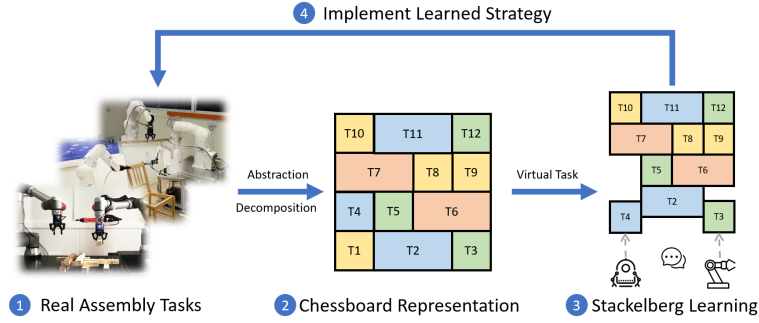 4 Implement Learned Strategy
T10 T11 T12
T7 T8 T9
T4 T5 T6
T1 T2 T3
Abstraction
Decomposition
Virtual Task
T10 T11 T12
T7 T8 T9
T5 T6
T2
T4 T3
1 Real Assembly Tasks
2 Chessboard Representation
3 Stackelberg Learning